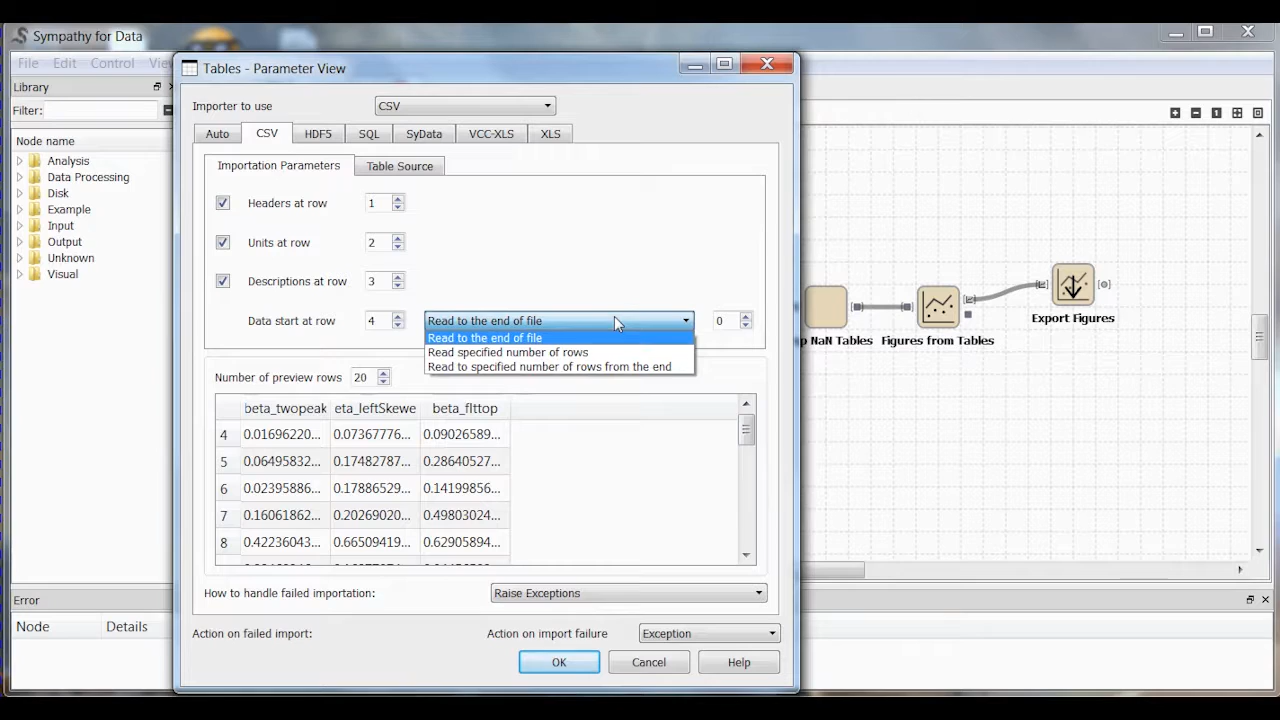 Sympathy for Data
File Edit Control
Library
Filter:
Node name
Analysis
Data Processing
Disk
Example
Input
Output
Unknown
Visual
Tables - Parameter View
Importer to use CSV
Auto CSV HDF5 SQL SyData VCC-XLS XLS
Importation Parameters Table Source
Headers at row 1
Units at row 2
Descriptions at row 3
Data start at row 4 Read to the end of file 0
Read to the end of file
Read specified number of rows
Read to specified number of rows from the end
Number of preview rows 20
beta_twopeak eta_leftSkewe beta_flttop
4 0.01696220... 0.07367776... 0.09026589...
5 0.06495832... 0.17482787... 0.28640527...
6 0.02395886... 0.17886529... 0.14199856...
7 0.16061862... 0.20269020... 0.49803024...
8 0.42236043... 0.66509419... 0.62905894...
How to handle failed importation: Raise Exceptions
Action on failed import: Action on import failure Exception
OK Cancel Help
p NaN Tables Figures from Tables Export Figures
Error
Node Details